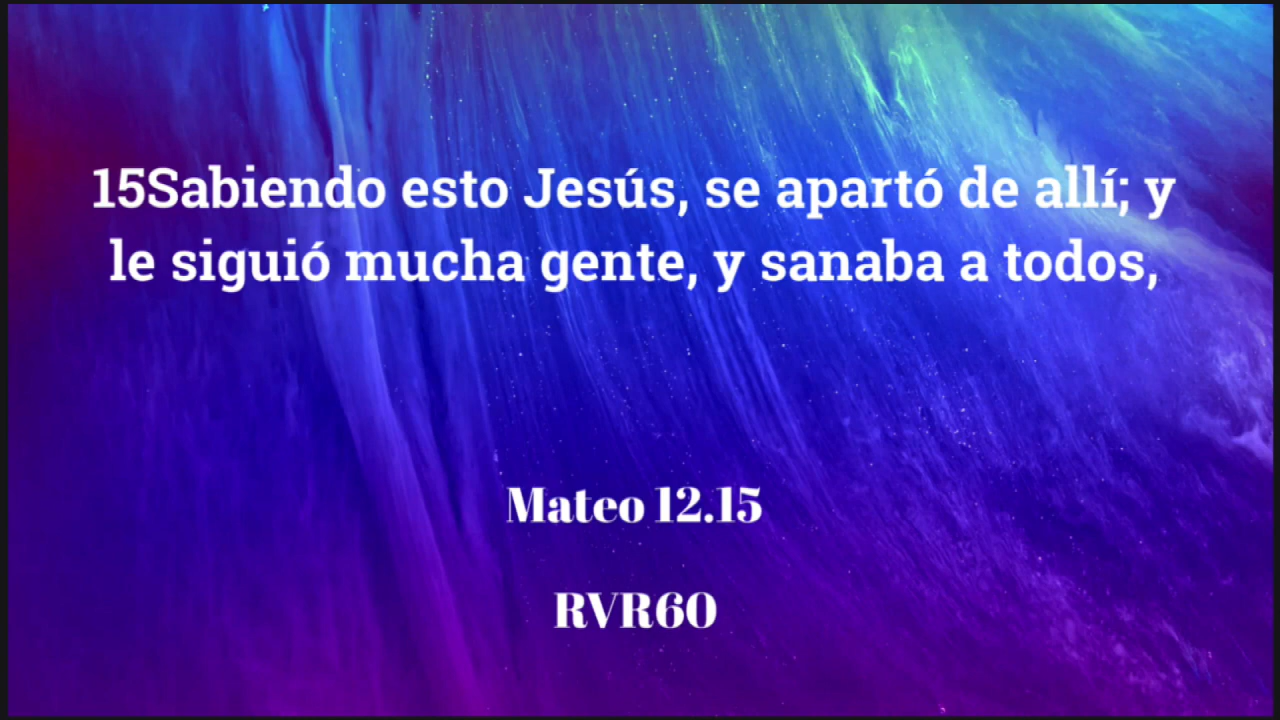 15Sabiendo esto Jesús, se apartó de allí; y
le siguió mucha gente, y sanaba a todos,
Mateo 12.15
RVR60